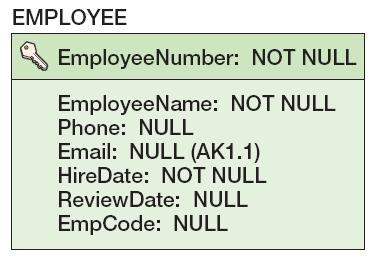 EMPLOYEE
EmployeeNumber: NOT NULL
EmployeeName: NOT NULL
Phone: NULL
Email: NULL (AK1.1)
HireDate: NOT NULL
ReviewDate: NULL
EmpCode: NULL